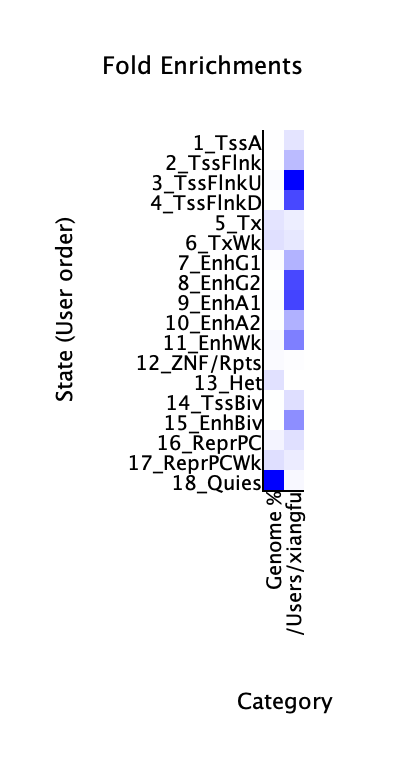 Fold Enrichments
State (User order)
1_TssA
2_TssFlnk
3_TssFlnkU
4_TssFlnkD
5_Tx
6_TxWk
7_EnhG1
8_EnhG2
9_EnhA1
10_EnhA2
11_EnhWk
12_ZNF/Rpts
13_Het
14_TssBiv
15_EnhBiv
16_ReprPC
17_ReprPCWk
18_Quies
Genome %
/Users/xiangfu
Category